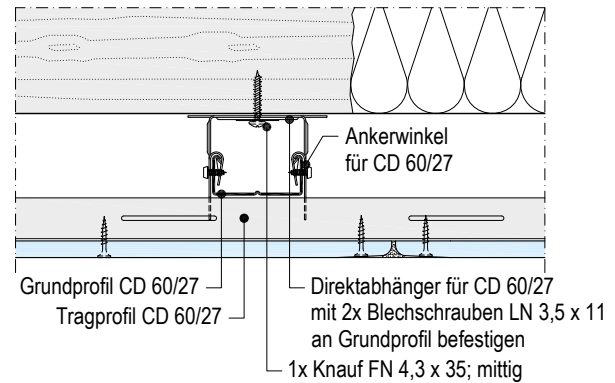 Ankerwinkel
für CD 60/27
Grundprofil CD 60/27
Tragprofil CD 60/27
Direktabhänger für CD 60/27
mit 2x Blechschrauben LN 3,5 x 11
an Grundprofil befestigen
1x Knauf FN 4,3 x 35; mittig